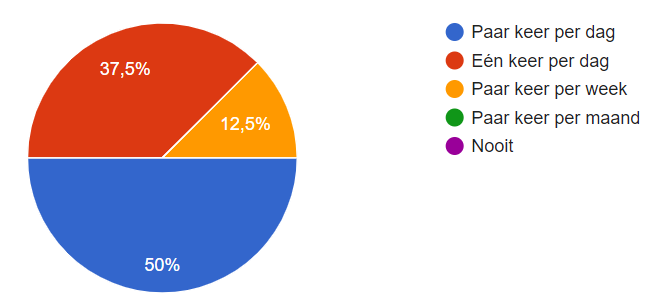 37,5%
12,5%
50%
Paar keer per dag
Eén keer per dag
Paar keer per week
Paar keer per maand
Nooit